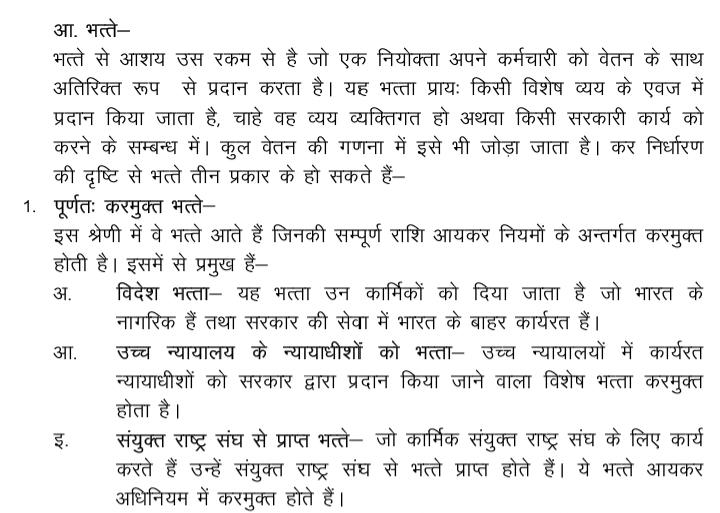 आ. भत्ते–
भत्ते से आशय उस रकम से है जो एक नियोक्ता अपने कर्मचारी को वेतन के साथ
अतिरिक्त रूप से प्रदान करता है। यह भत्ता प्रायः किसी विशेष व्यय के एवज में
प्रदान किया जाता है, चाहे वह व्यय व्यक्तिगत हो अथवा किसी सरकारी कार्य को
करने के सम्बन्ध में। कुल वेतन की गणना में इसे भी जोड़ा जाता है। कर निर्धारण
की दृष्टि से भत्ते तीन प्रकार के हो सकते हैं–
1. पूर्णतः करमुक्त भत्ते–
इस श्रेणी में वे भत्ते आते हैं जिनकी सम्पूर्ण राशि आयकर नियमों के अन्तर्गत करमुक्त
होती है। इसमें से प्रमुख हैं–
अ. विदेश भत्ता– यह भत्ता उन कार्मिकों को दिया जाता है जो भारत के
नागरिक हैं तथा सरकार की सेवा में भारत के बाहर कार्यरत हैं।
आ. उच्च न्यायालय के न्यायाधीशों को भत्ता– उच्च न्यायालयों में कार्यरत
न्यायाधीशों को सरकार द्वारा प्रदान किया जाने वाला विशेष भत्ता करमुक्त
होता है।
इ. संयुक्त राष्ट्र संघ से प्राप्त भत्ते– जो कार्मिक संयुक्त राष्ट्र संघ के लिए कार्य
करते हैं उन्हें संयुक्त राष्ट्र संघ से भत्ते प्राप्त होते हैं। ये भत्ते आयकर
अधिनियम में करमुक्त होते हैं।